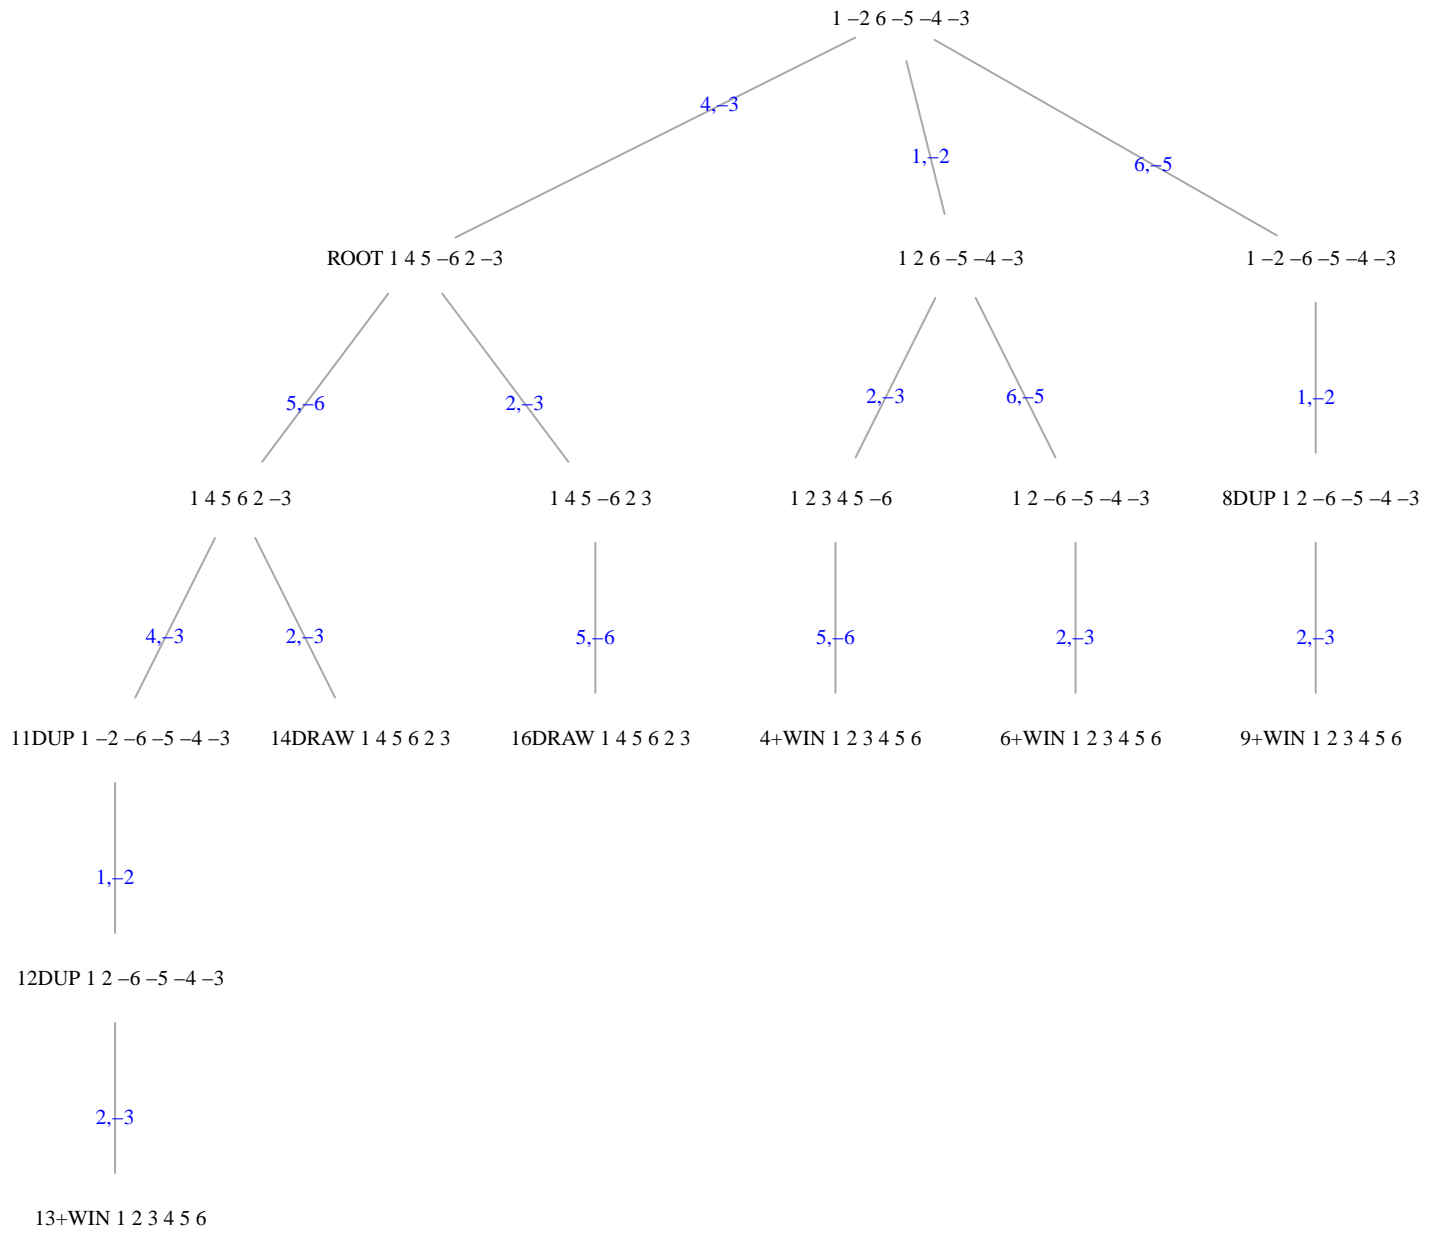 1 –2 6 –5 –4 –3
4,–3
1,–2
6,–5
ROOT 1 4 5 –6 2 –3
1 2 6 –5 –4 –3
1 –2 –6 –5 –4 –3
5,–6
2,–3
2,–3
6,–5
1,–2
1 4 5 6 2 –3
1 4 5 –6 2 3
1 2 3 4 5 –6
1 2 –6 –5 –4 –3
8DUP 1 2 –6 –5 –4 –3
4,–3
2,–3
5,–6
5,–6
2,–3
2,–3
11DUP 1 –2 –6 –5 –4 –3
14DRAW 1 4 5 6 2 3
16DRAW 1 4 5 6 2 3
4+WIN 1 2 3 4 5 6
6+WIN 1 2 3 4 5 6
9+WIN 1 2 3 4 5 6
1,–2
12DUP 1 2 –6 –5 –4 –3
2,–3
13+WIN 1 2 3 4 5 6